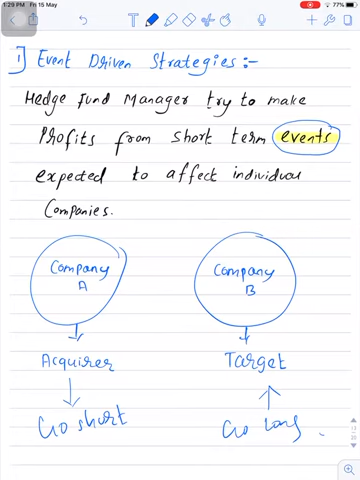 1:29 PM Fri 15 May
77%
1] Event Driven Strategies:-
Hedge Fund Manager try to make
Profits from short term events
expected to affect individual
Companies.
Company A
Company B
Acquirer
Target
Go short
Go long